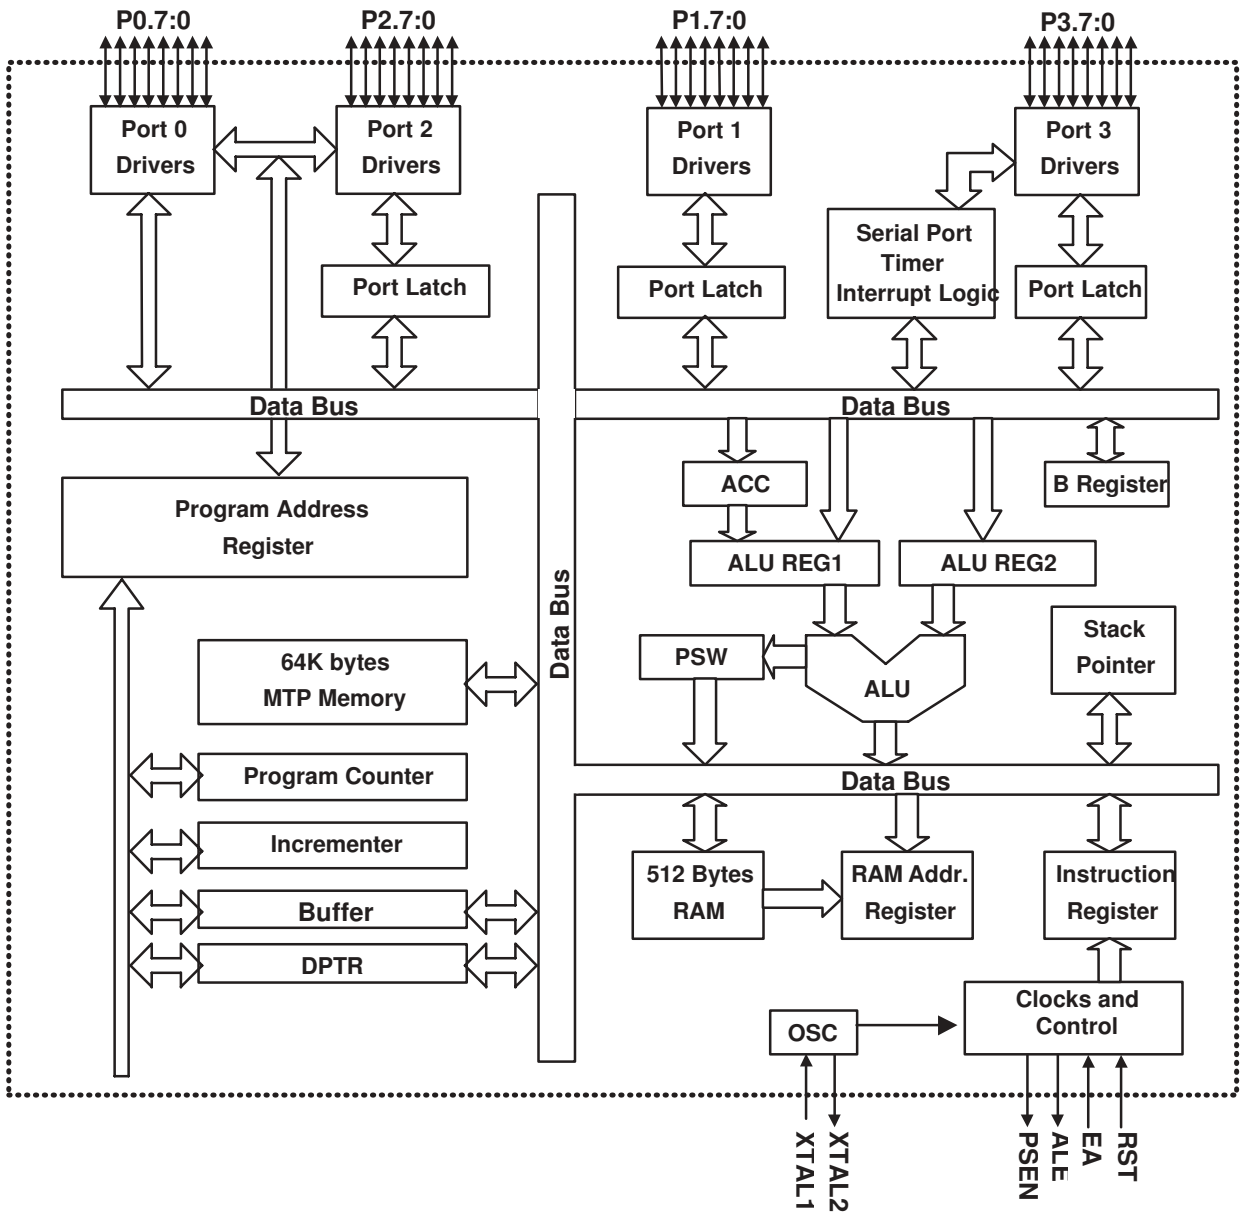 P0.7:0
P2.7:0
P1.7:0
P3.7:0
Port 0
Drivers
Port 2
Drivers
Port 1
Drivers
Port 3
Drivers
Serial Port
Timer
Interrupt Logic
Port Latch
Port Latch
Port Latch
Data Bus
Data Bus
ACC
B Register
Program Address
Register
ALU REG1
ALU REG2
Data Bus
Stack
Pointer
64K bytes
MTP Memory
PSW
ALU
Program Counter
Data Bus
Incrementer
512 Bytes
RAM
RAM Addr.
Register
Instruction
Register
Buffer
DPTR
Clocks and
Control
OSC
XTAL1
XTAL2
PSEN
ALE
EA
RST